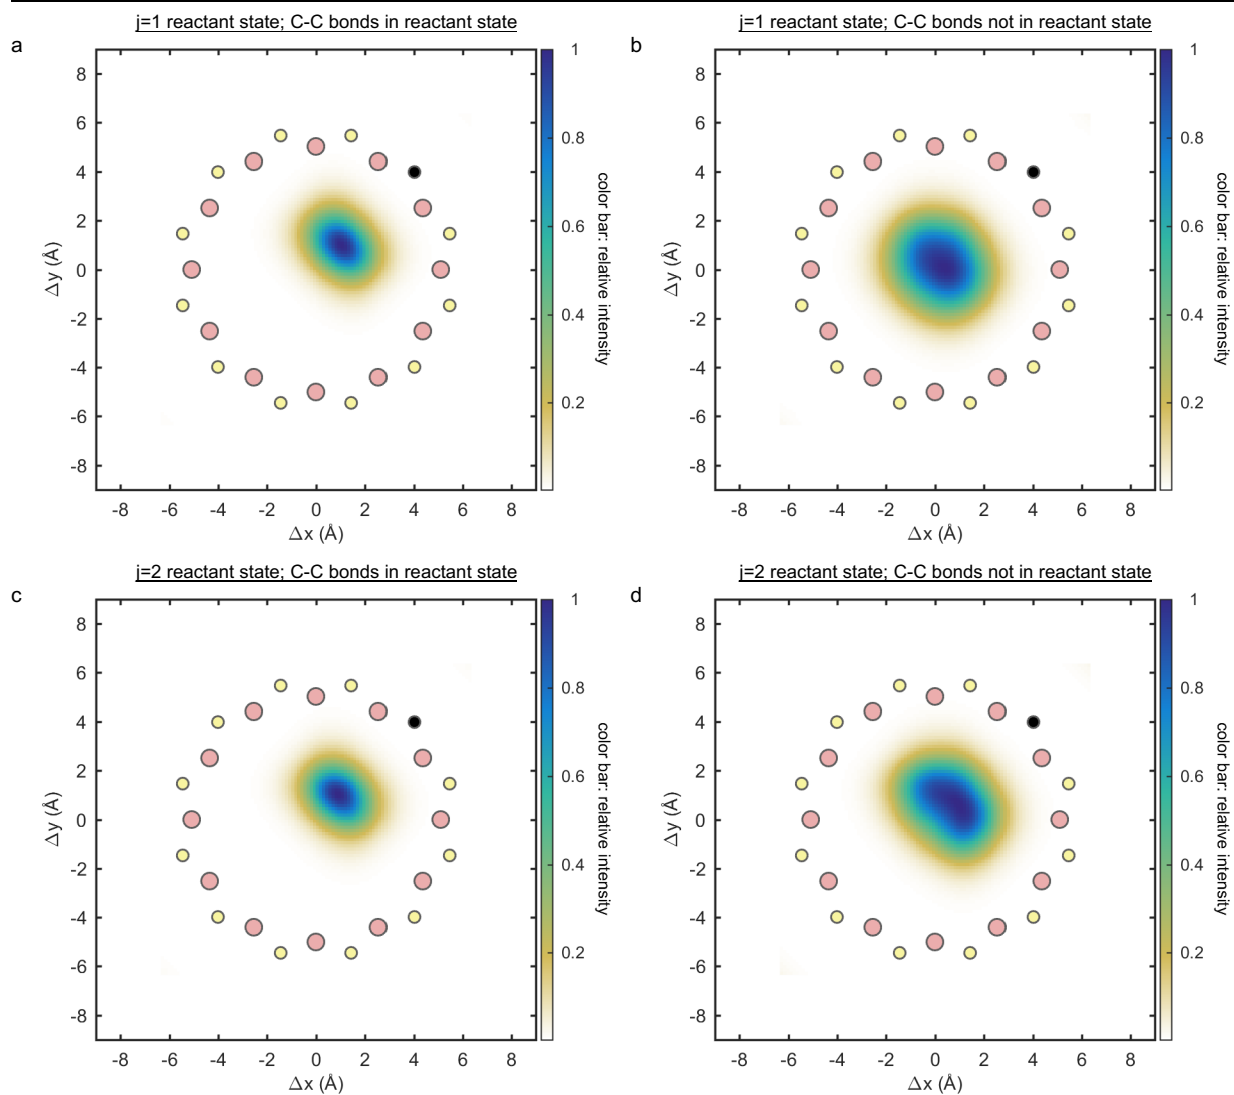 j=1 reactant state; C-C bonds in reactant state
a
8
6
4
2
0
-2
-4
-6
-8
Δy (Å)
-8 -6 -4 -2 0 2 4 6 8
Δx (Å)
1
0.8
0.6
0.4
0.2
color bar: relative intensity
j=1 reactant state; C-C bonds not in reactant state
b
8
6
4
2
0
-2
-4
-6
-8
Δy (Å)
-8 -6 -4 -2 0 2 4 6 8
Δx (Å)
1
0.8
0.6
0.4
0.2
color bar: relative intensity
j=2 reactant state; C-C bonds in reactant state
c
8
6
4
2
0
-2
-4
-6
-8
Δy (Å)
-8 -6 -4 -2 0 2 4 6 8
Δx (Å)
1
0.8
0.6
0.4
0.2
color bar: relative intensity
j=2 reactant state; C-C bonds not in reactant state
d
8
6
4
2
0
-2
-4
-6
-8
Δy (Å)
-8 -6 -4 -2 0 2 4 6 8
Δx (Å)
1
0.8
0.6
0.4
0.2
color bar: relative intensity